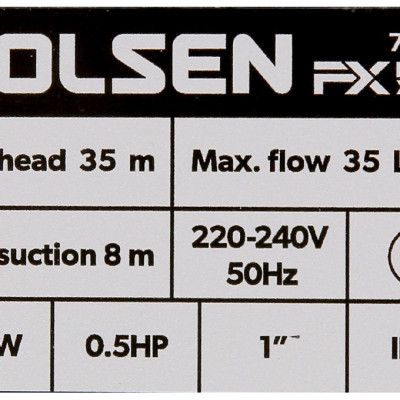 OLSEN FX
head 35 m Max. flow 35 L
suction 8 m 220-240V
50Hz
W 0.5HP 1"